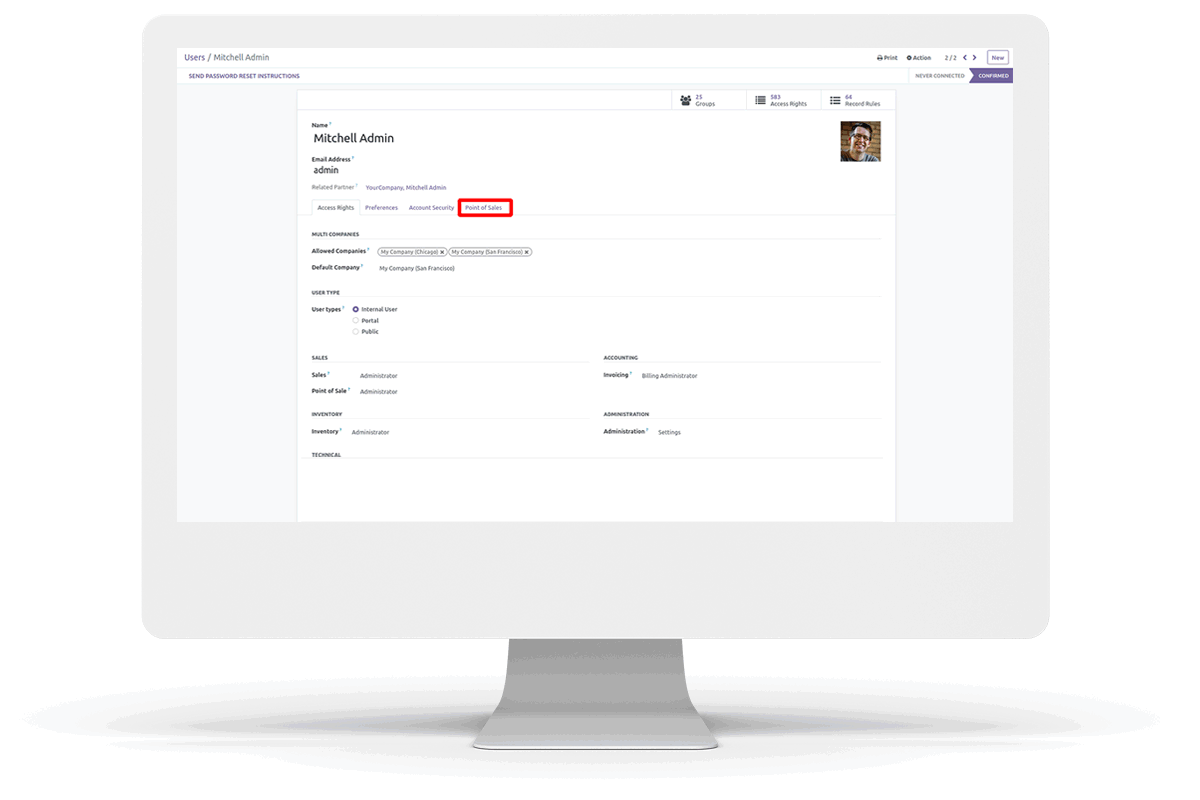 Users / Mitchell Admin
Print Action 2 / 2 New
SEND PASSWORD RESET INSTRUCTIONS
NEVER CONNECTED CONFIRMED
25 Groups
583 Access Rights
64 Record Rules
Name ?
Mitchell Admin
Email Address ?
admin
Related Partner ? YourCompany, Mitchell Admin
Access Rights Preferences Account Security Point of Sales
MULTI COMPANIES
Allowed Companies ? My Company (Chicago) × My Company (San Francisco) ×
Default Company ? My Company (San Francisco)
USER TYPE
User types ? Internal User
Portal
Public
SALES
Sales ? Administrator
Point of Sale ? Administrator
ACCOUNTING
Invoicing ? Billing Administrator
INVENTORY
Inventory ? Administrator
ADMINISTRATION
Administration ? Settings
TECHNICAL